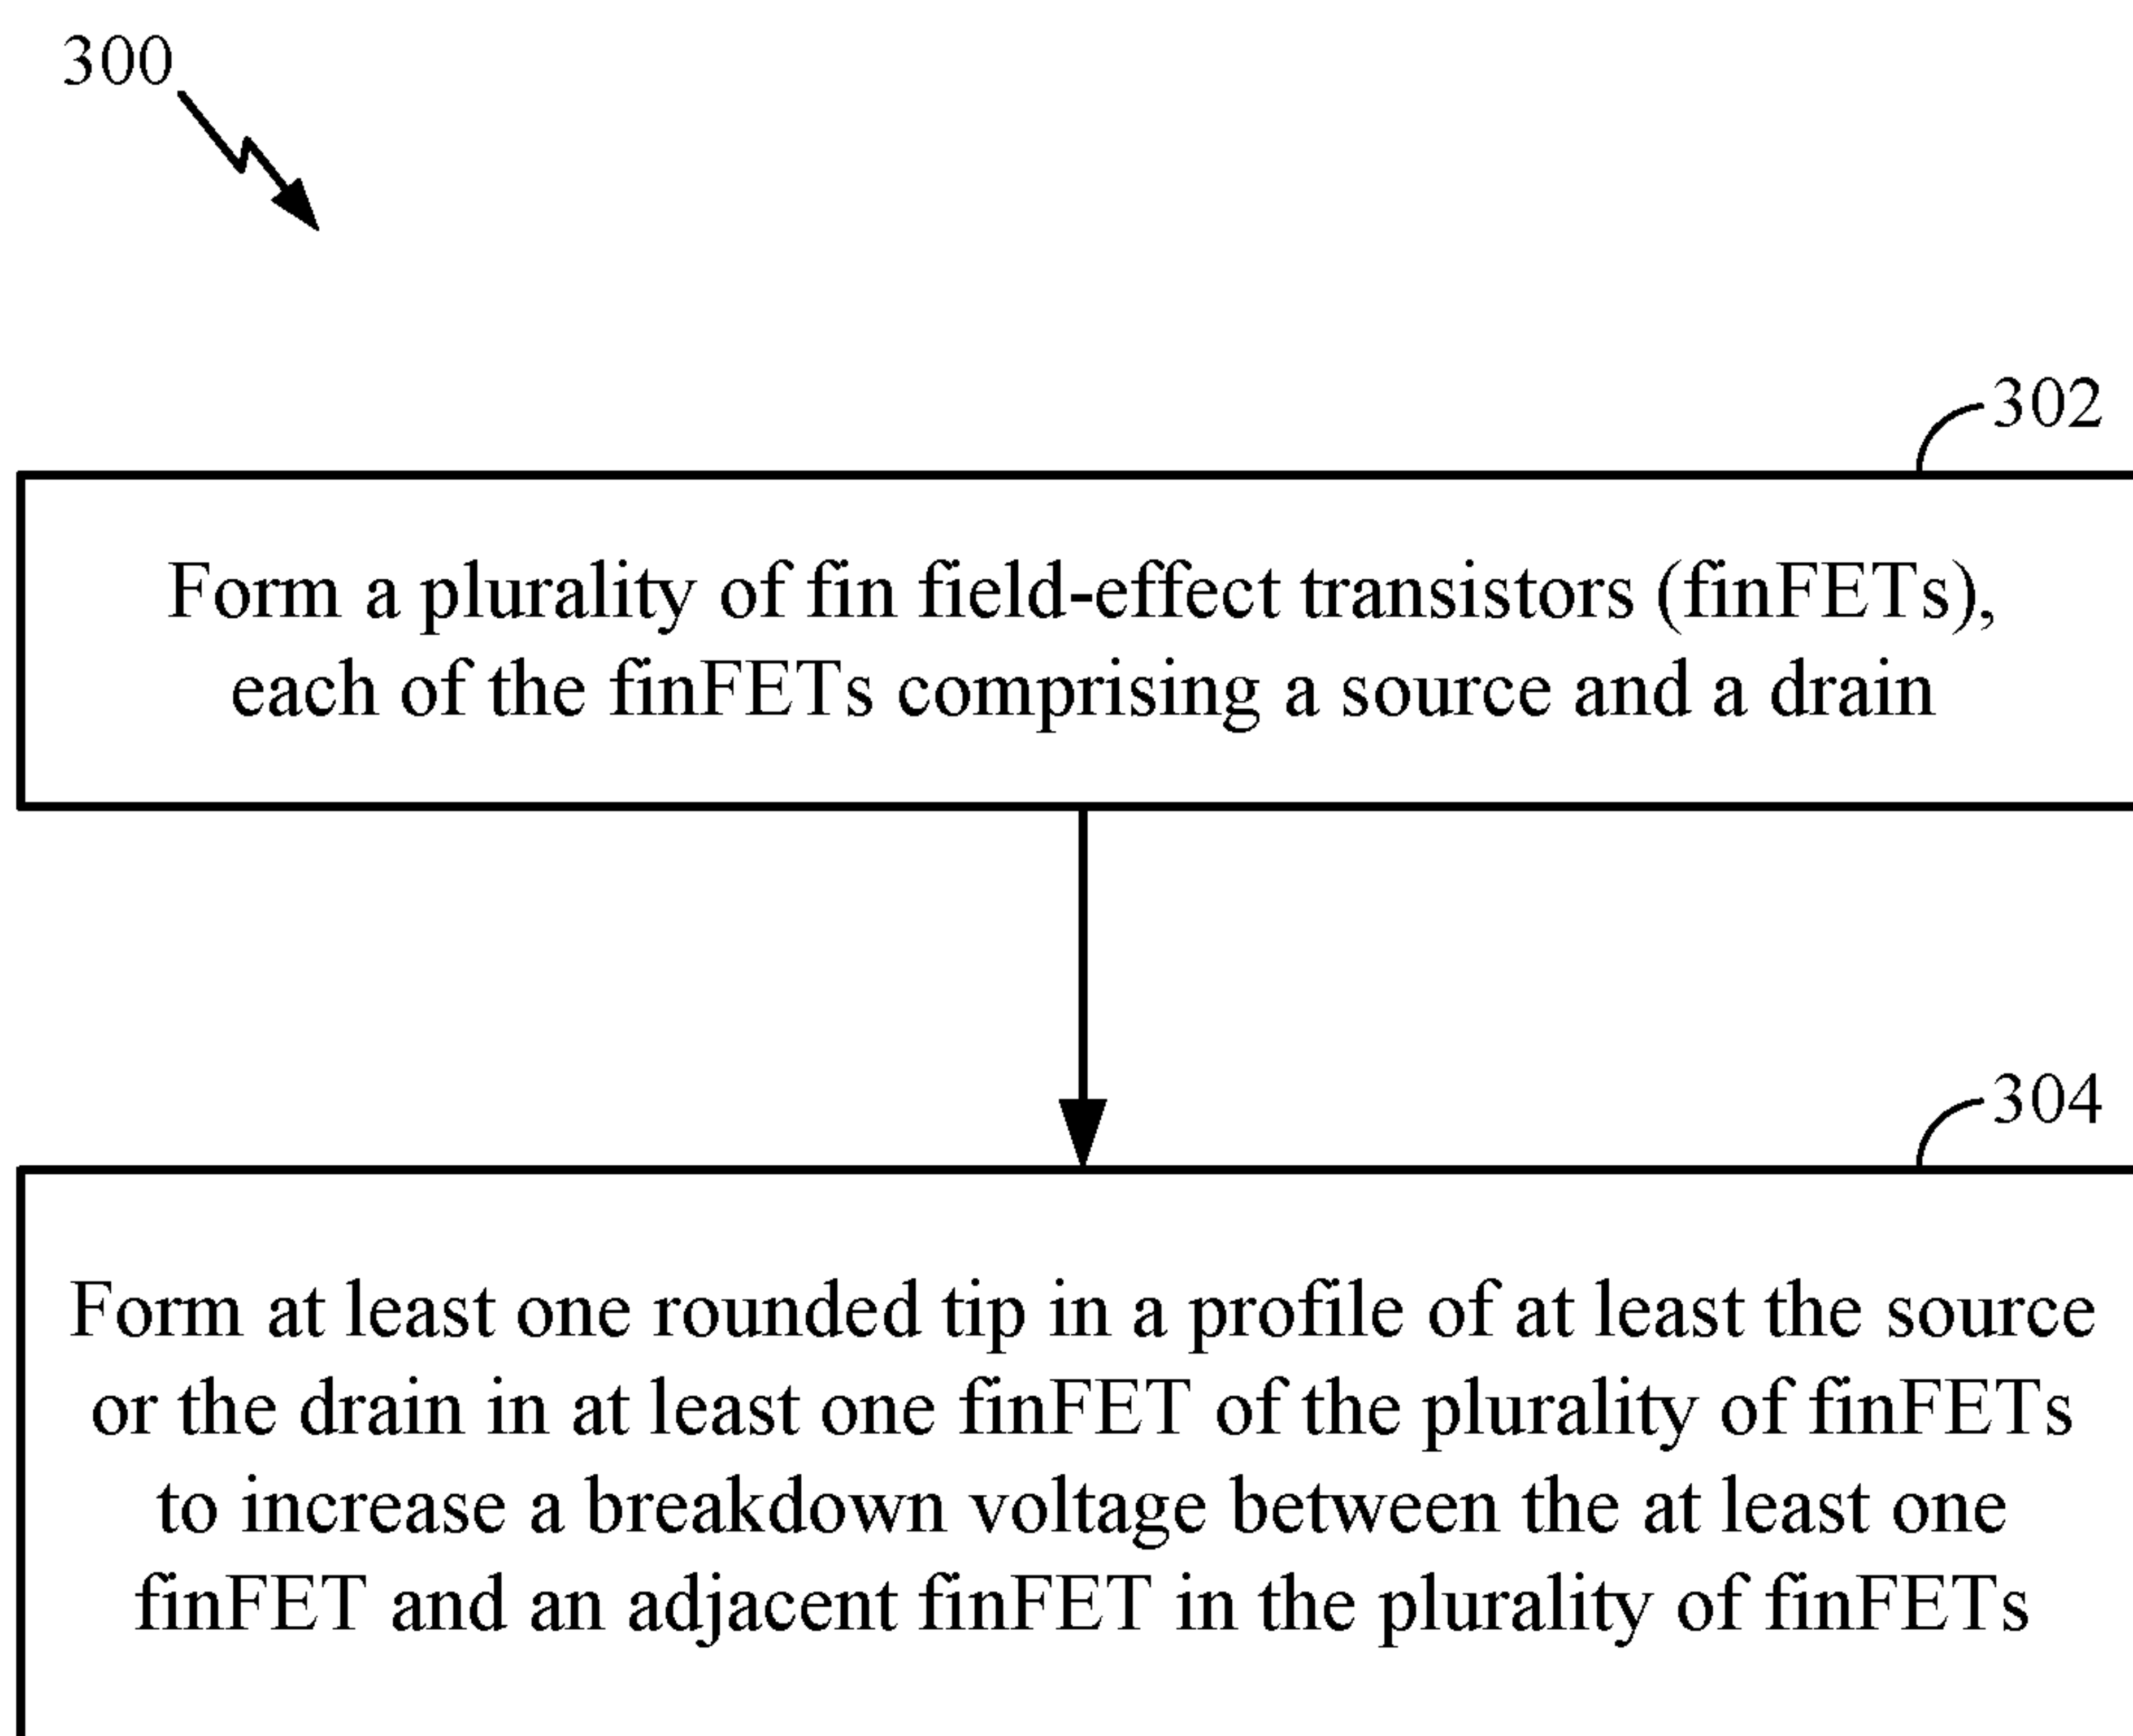 300
302
Form a plurality of fin field-effect transistors (finFETs),
each of the finFETs comprising a source and a drain
304
Form at least one rounded tip in a profile of at least the source
or the drain in at least one finFET of the plurality of finFETs
to increase a breakdown voltage between the at least one
finFET and an adjacent finFET in the plurality of finFETs